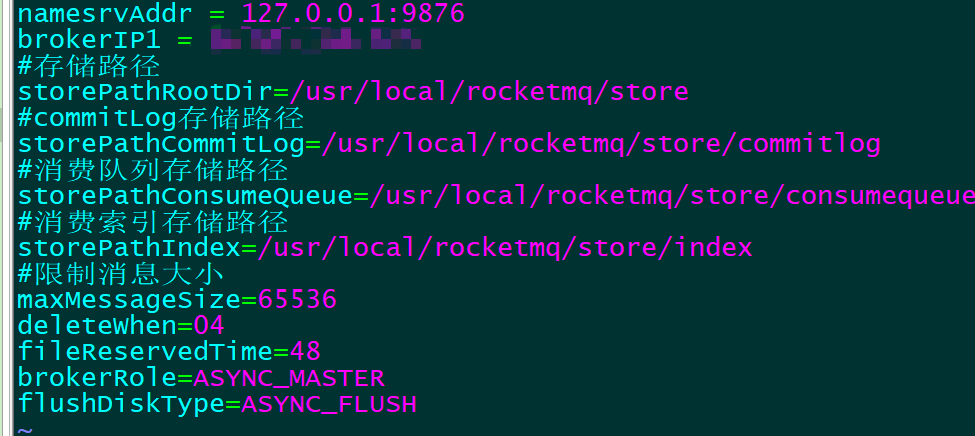 namesrvAddr = 127.0.0.1:9876
brokerIP1 =
#存储路径
storePathRootDir=/usr/local/rocketmq/store
#commitLog存储路径
storePathCommitLog=/usr/local/rocketmq/store/commitlog
#消费队列存储路径
storePathConsumeQueue=/usr/local/rocketmq/store/consumequeue
#消费索引存储路径
storePathIndex=/usr/local/rocketmq/store/index
#限制消息大小
maxMessageSize=65536
deleteWhen=04
fileReservedTime=48
brokerRole=ASYNC_MASTER
flushDiskType=ASYNC_FLUSH
~